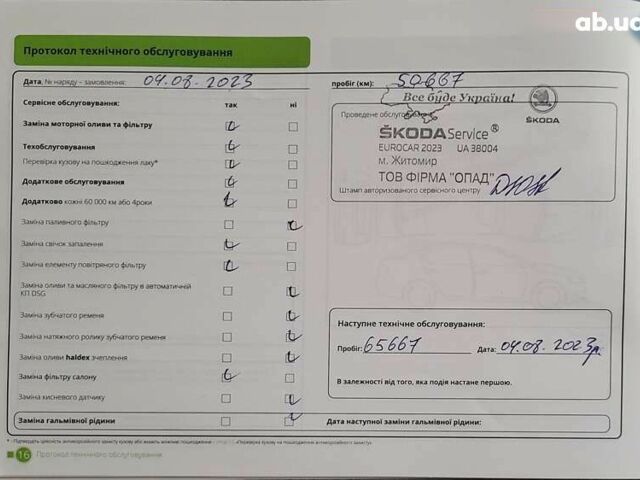 ab.ua
Протокол технічного обслуговування
Дата, № наряду – замовлення: 04.08.2023
пробіг (км): 50667
Сервісне обслуговування: так ні
Заміна моторної оливи та фільтру
Техобслуговування
Перевірка кузову на пошкодження лаку*
Додаткове обслуговування
Додатково кожні 60 000 км або 4роки
Заміна паливного фільтру
Заміна свічок запалення
Заміна елементу повітряного фільтру
Заміна оливи та масляного фільтру в автоматичній
КП DSG
Заміна зубчатого ременя
Заміна натяжного ролику зубчатого ременя
Заміна оливи haldex зчеплення
Заміна фільтру салону
Заміна кисневого датчику
Заміна гальмівної рідини
Все буде Україна!
ŠKODA
Проведене обслуговування:
ŠKODA Service®
EUROCAR 2023 UA 38004
м. Житомир
ТОВ ФІРМА "ОПАД"
Штамп авторизованого сервісного центру
Наступне технічне обслуговування:
Пробіг: 65667 Дата: 04.08.2023р.
В залежності від того, яка подія настане першою.
Дата наступної заміни гальмівної рідини:
16 Протокол технічного обслуговування